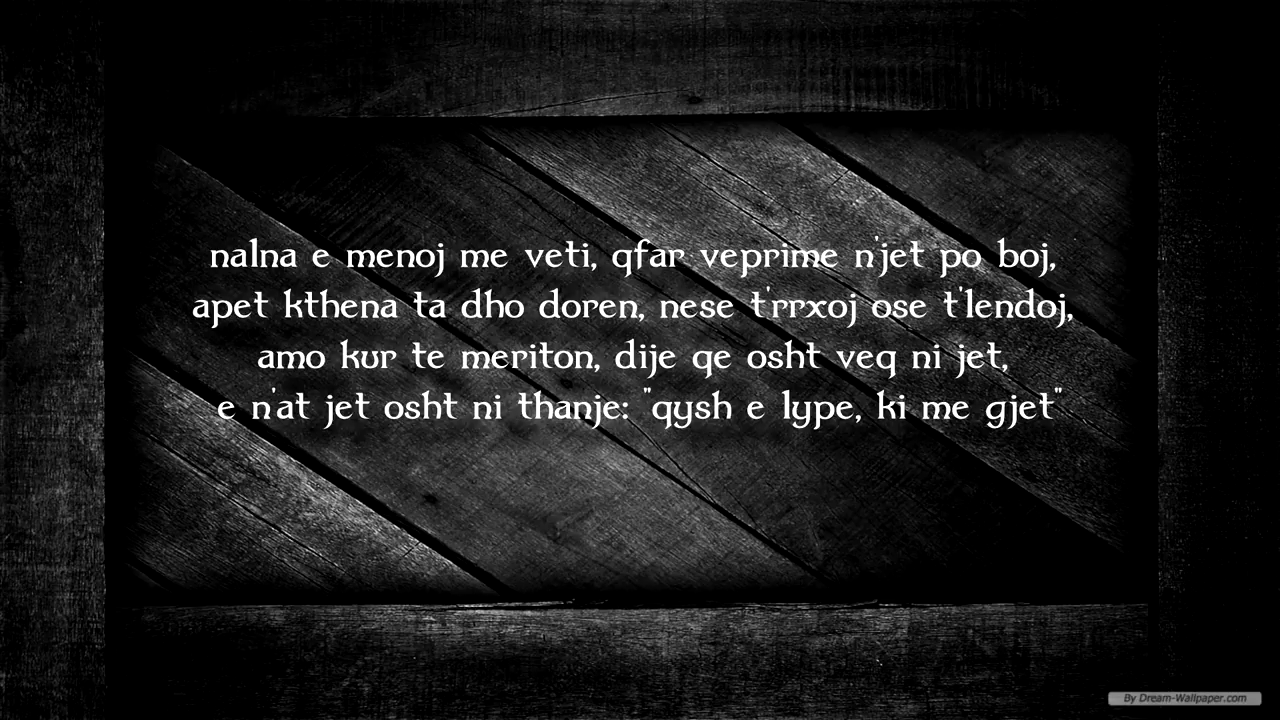 nalna e menoj me veti, qfar veprime n'jet po boj,
apet kthena ta dho doren, nese t'rrxoj ose t'lendoj,
amo kur te meriton, dije qe osht veq ni jet,
e n'at jet osht ni thanje: "qysh e lype, ki me gjet"
By Dream-Wallpaper.com